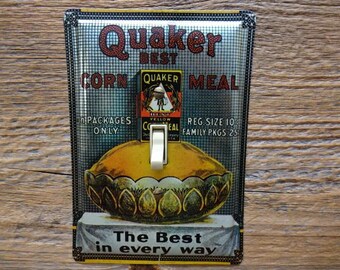 Quaker
BEST
CORN MEAL
QUAKER
PACKAGES ONLY
YELLOW
REG SIZE 10
FAMILY PKGS 25
CORN MEAL
The Best
in every way